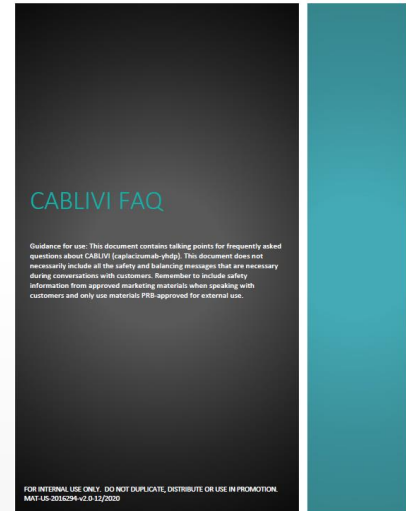 CABLIVI FAQ
Guidance for use: This document contains talking points for frequently asked
questions about CABLIVI (caplacizumab-yhdp). This document does not
necessarily include all the safety and balancing messages that are necessary
during conversations with customers. Remember to include safety
information from approved marketing materials when speaking with
customers and only use materials PRB-approved for external use.
FOR INTERNAL USE ONLY. DO NOT DUPLICATE, DISTRIBUTE OR USE IN PROMOTION.
MAT-US-2016294-v2.0-12/2020